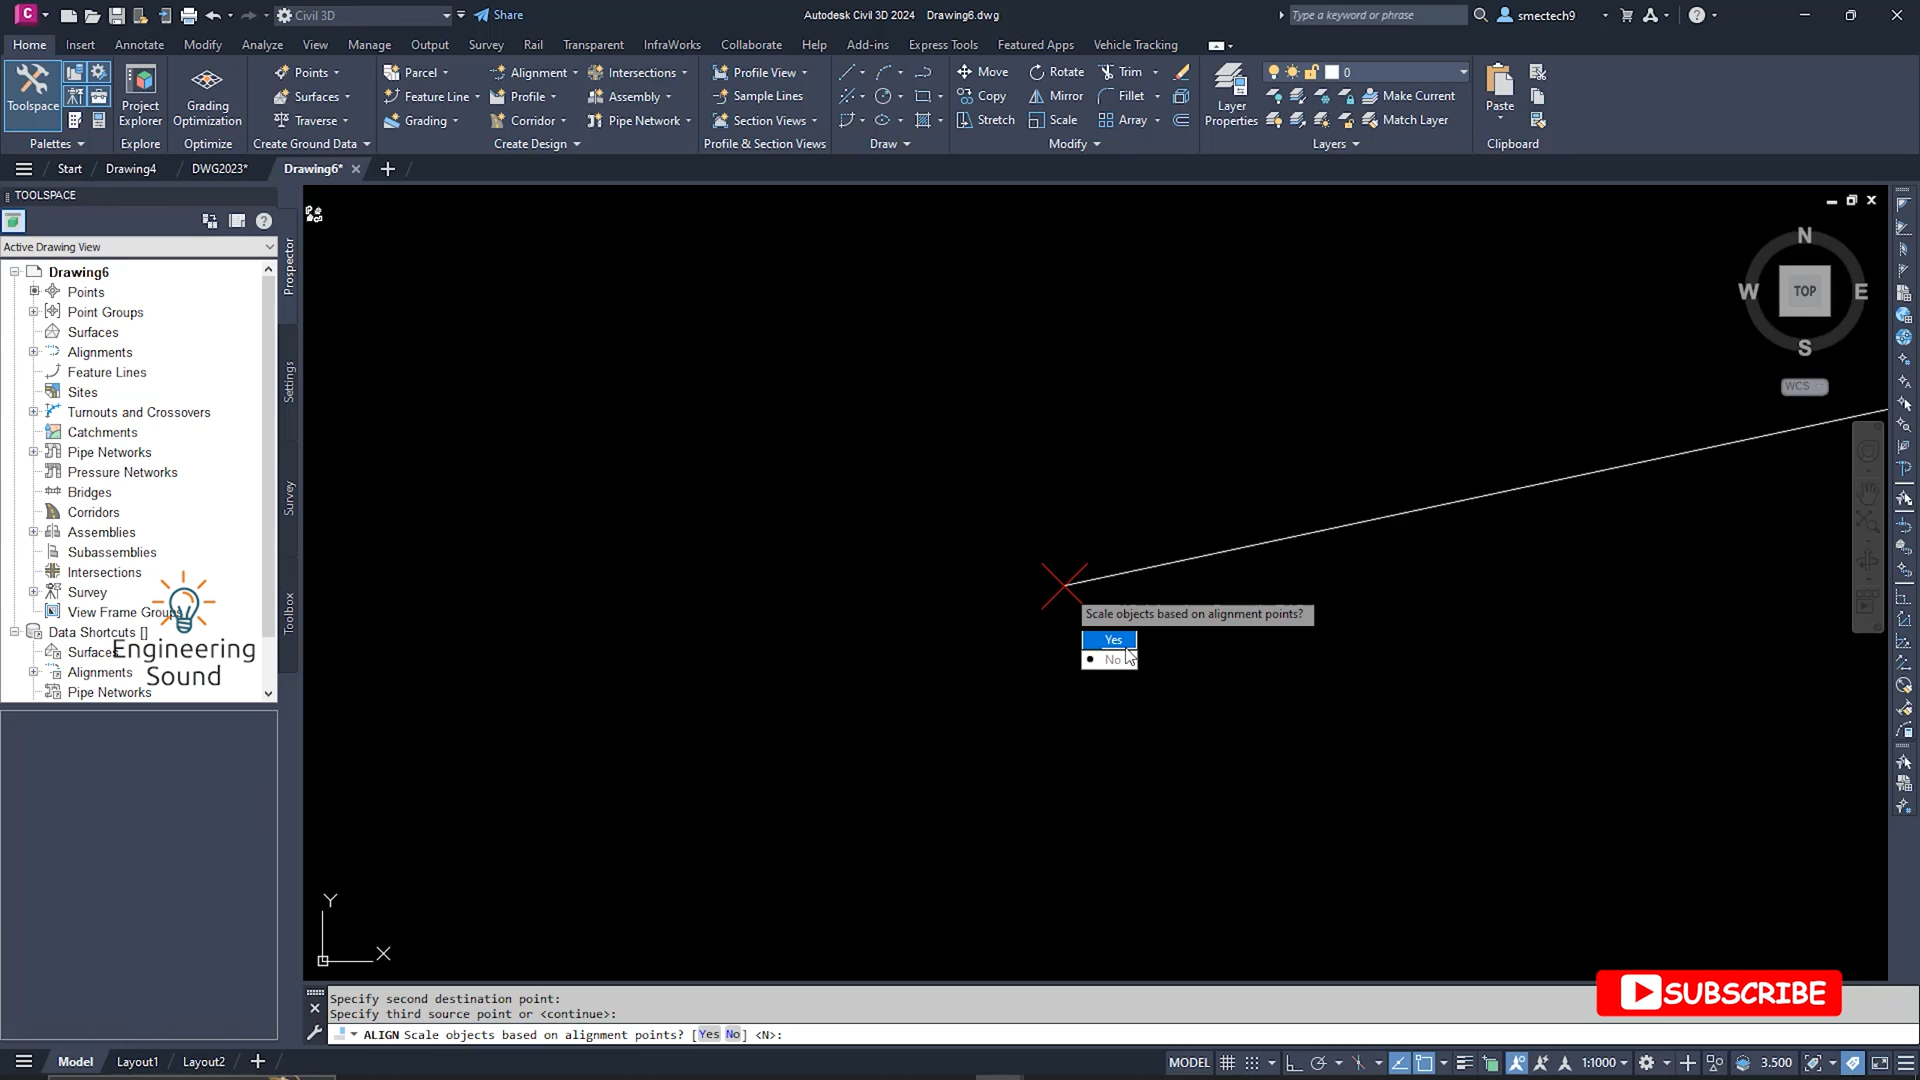 Civil 3D
Share
Autodesk Civil 3D 2024 Drawing6.dwg
Type a keyword or phrase
smectech9
Home Insert Annotate Modify Analyze View Manage Output Survey Rail Transparent InfraWorks Collaborate Help Add-ins Express Tools Featured Apps Vehicle Tracking
Toolspace
Palettes
Project Explorer
Explore
Grading Optimization
Optimize
Points
Surfaces
Traverse
Create Ground Data
Parcel
Feature Line
Grading
Alignment
Profile
Corridor
Intersections
Assembly
Pipe Network
Create Design
Profile View
Sample Lines
Section Views
Profile & Section Views
Draw
Move
Copy
Stretch
Rotate
Mirror
Scale
Trim
Fillet
Array
Modify
Layer Properties
0
Make Current
Match Layer
Layers
Paste
Clipboard
Start Drawing4 DWG2023* Drawing6*
TOOLSPACE
Active Drawing View
Drawing6
Points
Point Groups
Surfaces
Alignments
Feature Lines
Sites
Turnouts and Crossovers
Catchments
Pipe Networks
Pressure Networks
Bridges
Corridors
Assemblies
Subassemblies
Intersections
Survey
View Frame Group
Data Shortcuts []
Surfaces
Alignments
Pipe Networks
Engineering
Sound
Prospector
Settings
Survey
Toolbox
N
W TOP E
S
WCS
Scale objects based on alignment points?
Yes
No
Y
X
Specify second destination point:
Specify third source point or <continue>:
ALIGN Scale objects based on alignment points? [Yes No] <N>:
SUBSCRIBE
Model Layout1 Layout2
MODEL
1:1000
3.500